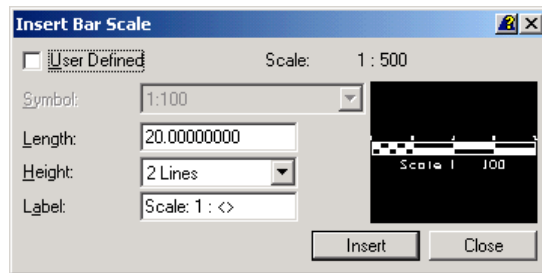 Insert Bar Scale
User Defined Scale: 1 : 500
Symbol: 1:100
Length: 20.00000000
Height: 2 Lines
Label: Scale: 1 : <>
Scale 1 100
Insert Close